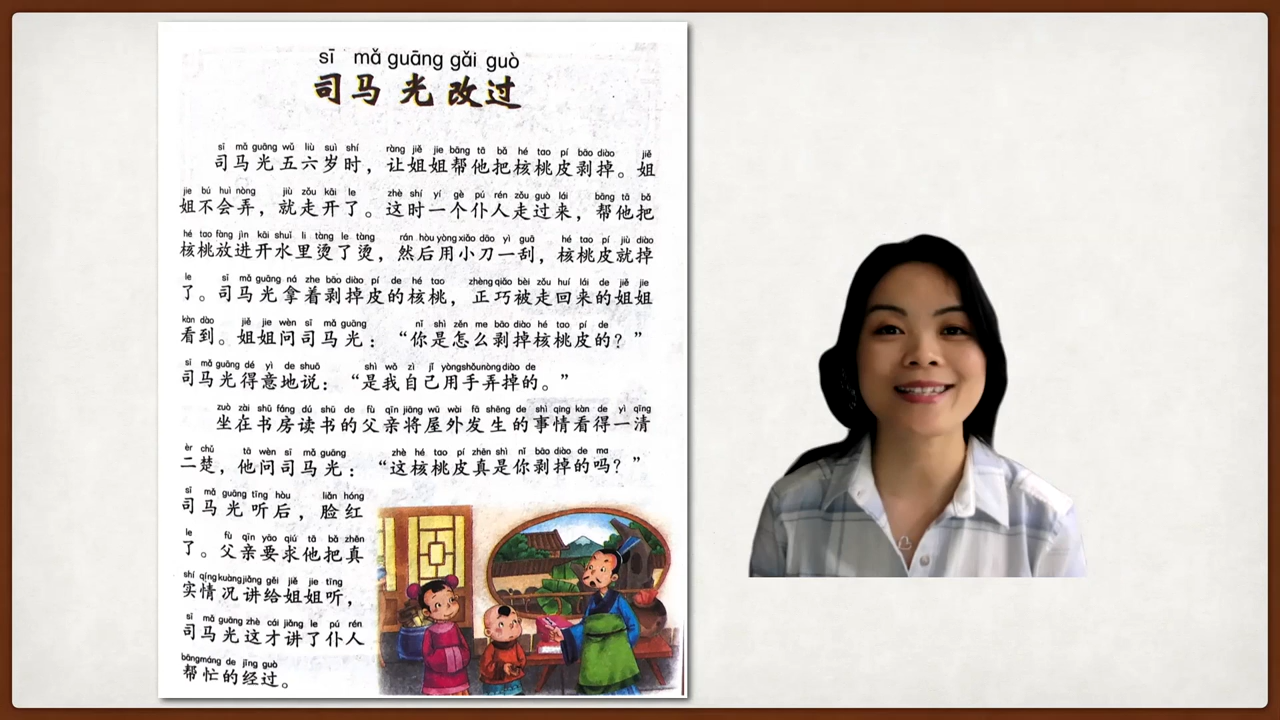 sī mǎ guāng gǎi guò
司马光改过
sī mǎ guāng wǔ liù suì shí ràng jiě jie bāng tā bǎ hé tao pí bāo diào jiě
司马光五六岁时，让姐姐帮他把核桃皮剥掉。姐
jie bú huì nòng jiù zǒu kāi le zhè shí yí gè pú rén zǒu guò lái bāng tā bǎ
姐不会弄，就走开了。这时一个仆人走过来，帮他把
hé tao fàng jìn kāi shuǐ li tàng le tàng rán hòu yòng xiǎo dāo yì guā hé tao pí jiù diào
核桃放进开水里烫了烫，然后用小刀一刮，核桃皮就掉
le sī mǎ guāng ná zhe bāo diào pí de hé tao zhèng qiǎo bèi zǒu huí lái de jiě jie
了。司马光拿着剥掉皮的核桃，正巧被走回来的姐姐
kàn dào jiě jie wèn sī mǎ guāng nǐ shì zěn me bāo diào hé tao pí de
看到。姐姐问司马光：“你是怎么剥掉核桃皮的？”
sī mǎ guāng dé yì de shuō shì wǒ zì jǐ yòng shǒu nòng diào de
司马光得意地说：“是我自己用手弄掉的。”
zuò zài shū fáng dú shū de fù qīn jiāng wū wài fā shēng de shì qing kàn de yì qīng
坐在书房读书的父亲将屋外发生的事情看得一清
èr chǔ tā wèn sī mǎ guāng zhè hé tao pí zhēn shì nǐ bāo diào de ma
二楚，他问司马光：“这核桃皮真是你剥掉的吗？”
sī mǎ guāng tīng hòu liǎn hóng
司马光听后，脸红
le fù qīn yāo qiú tā bǎ zhēn
了。父亲要求他把真
shí qíng kuàng jiǎng gěi jiě jie tīng
实情况讲给姐姐听，
sī mǎ guāng zhè cái jiǎng le pú rén
司马光这才讲了仆人
bāng máng de jīng guò
帮忙的经过。